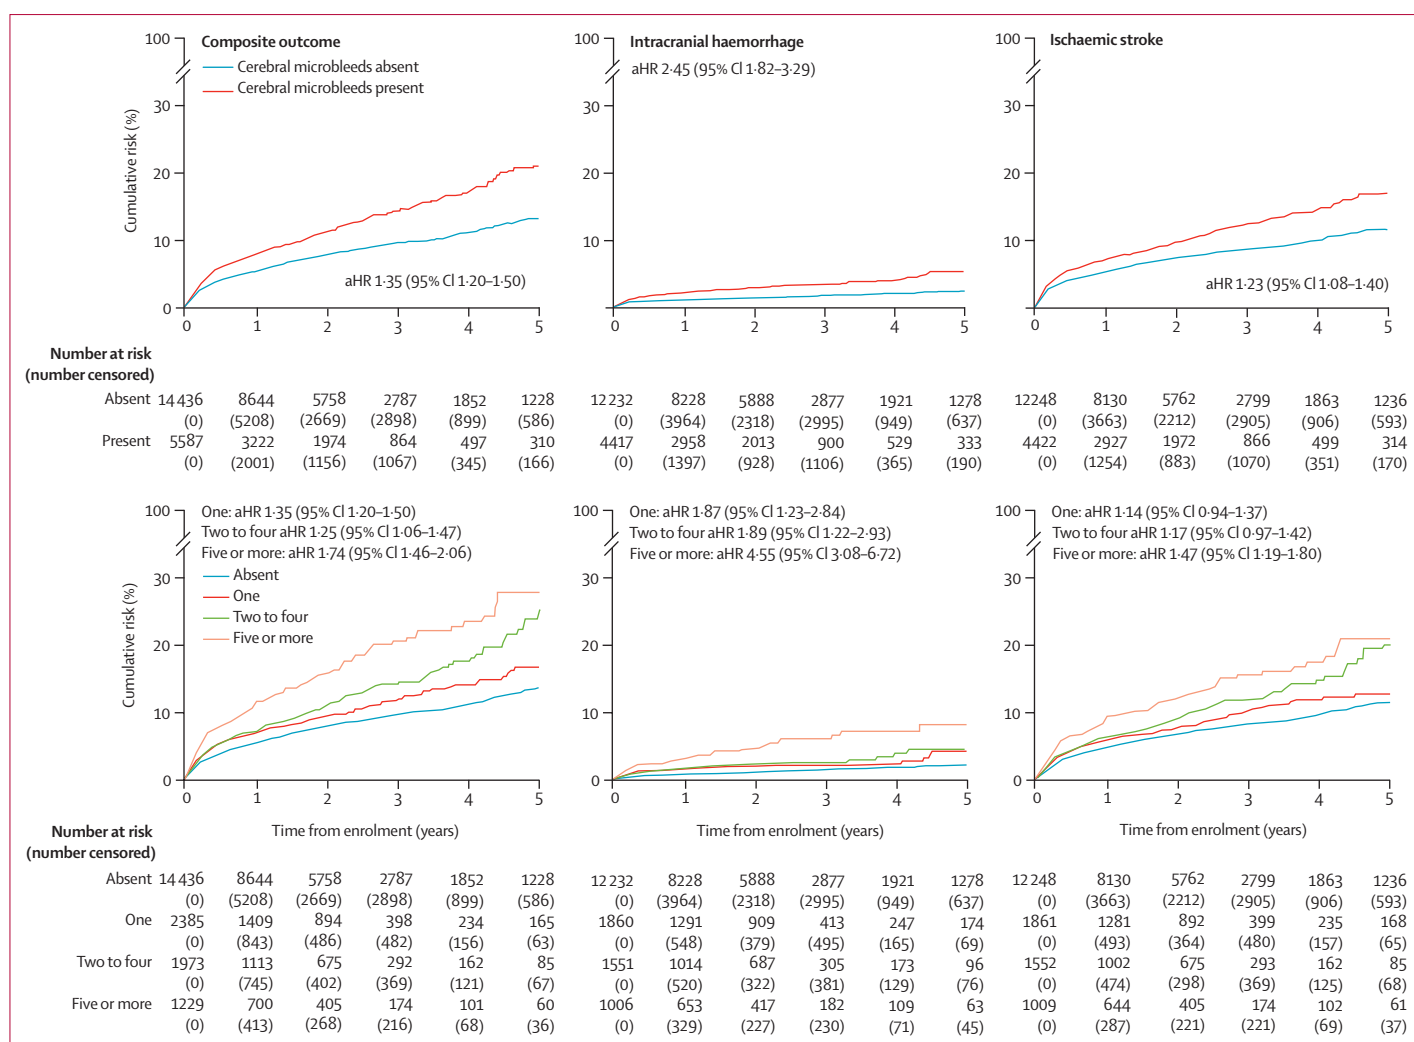 Composite outcome
Cerebral microbleeds absent
Cerebral microbleeds present
aHR 1·35 (95% CI 1·20–1·50)
Cumulative risk (%)
100
30
20
10
0
0 1 2 3 4 5
Intracranial haemorrhage
aHR 2·45 (95% CI 1·82–3·29)
100
30
20
10
0
0 1 2 3 4 5
Ischaemic stroke
aHR 1·23 (95% CI 1·08–1·40)
100
30
20
10
0
0 1 2 3 4 5
Number at risk
(number censored)
Absent 14 436 8644 5758 2787 1852 1228 12 232 8228 5888 2877 1921 1278 12248 8130 5762 2799 1863 1236
(0) (5208) (2669) (2898) (899) (586) (0) (3964) (2318) (2995) (949) (637) (0) (3663) (2212) (2905) (906) (593)
Present 5587 3222 1974 864 497 310 4417 2958 2013 900 529 333 4422 2927 1972 866 499 314
(0) (2001) (1156) (1067) (345) (166) (0) (1397) (928) (1106) (365) (190) (0) (1254) (883) (1070) (351) (170)
One: aHR 1·35 (95% CI 1·20–1·50)
Two to four aHR 1·25 (95% CI 1·06–1·47)
Five or more: aHR 1·74 (95% CI 1·46–2·06)
Absent
One
Two to four
Five or more
Cumulative risk (%)
100
30
20
10
0
0 1 2 3 4 5
Time from enrolment (years)
One: aHR 1·87 (95% CI 1·23–2·84)
Two to four aHR 1·89 (95% CI 1·22–2·93)
Five or more: aHR 4·55 (95% CI 3·08–6·72)
100
30
20
10
0
0 1 2 3 4 5
Time from enrolment (years)
One: aHR 1·14 (95% CI 0·94–1·37)
Two to four aHR 1·17 (95% CI 0·97–1·42)
Five or more: aHR 1·47 (95% CI 1·19–1·80)
100
30
20
10
0
0 1 2 3 4 5
Time from enrolment (years)
Number at risk
(number censored)
Absent 14 436 8644 5758 2787 1852 1228 12 232 8228 5888 2877 1921 1278 12 248 8130 5762 2799 1863 1236
(0) (5208) (2669) (2898) (899) (586) (0) (3964) (2318) (2995) (949) (637) (0) (3663) (2212) (2905) (906) (593)
One 2385 1409 894 398 234 165 1860 1291 909 413 247 174 1861 1281 892 399 235 168
(0) (843) (486) (482) (156) (63) (0) (548) (379) (495) (165) (69) (0) (493) (364) (480) (157) (65)
Two to four 1973 1113 675 292 162 85 1551 1014 687 305 173 96 1552 1002 675 293 162 85
(0) (745) (402) (369) (121) (67) (0) (520) (322) (381) (129) (76) (0) (474) (298) (369) (125) (68)
Five or more 1229 700 405 174 101 60 1006 653 417 182 109 63 1009 644 405 174 102 61
(0) (413) (268) (216) (68) (36) (0) (329) (227) (230) (71) (45) (0) (287) (221) (221) (69) (37)